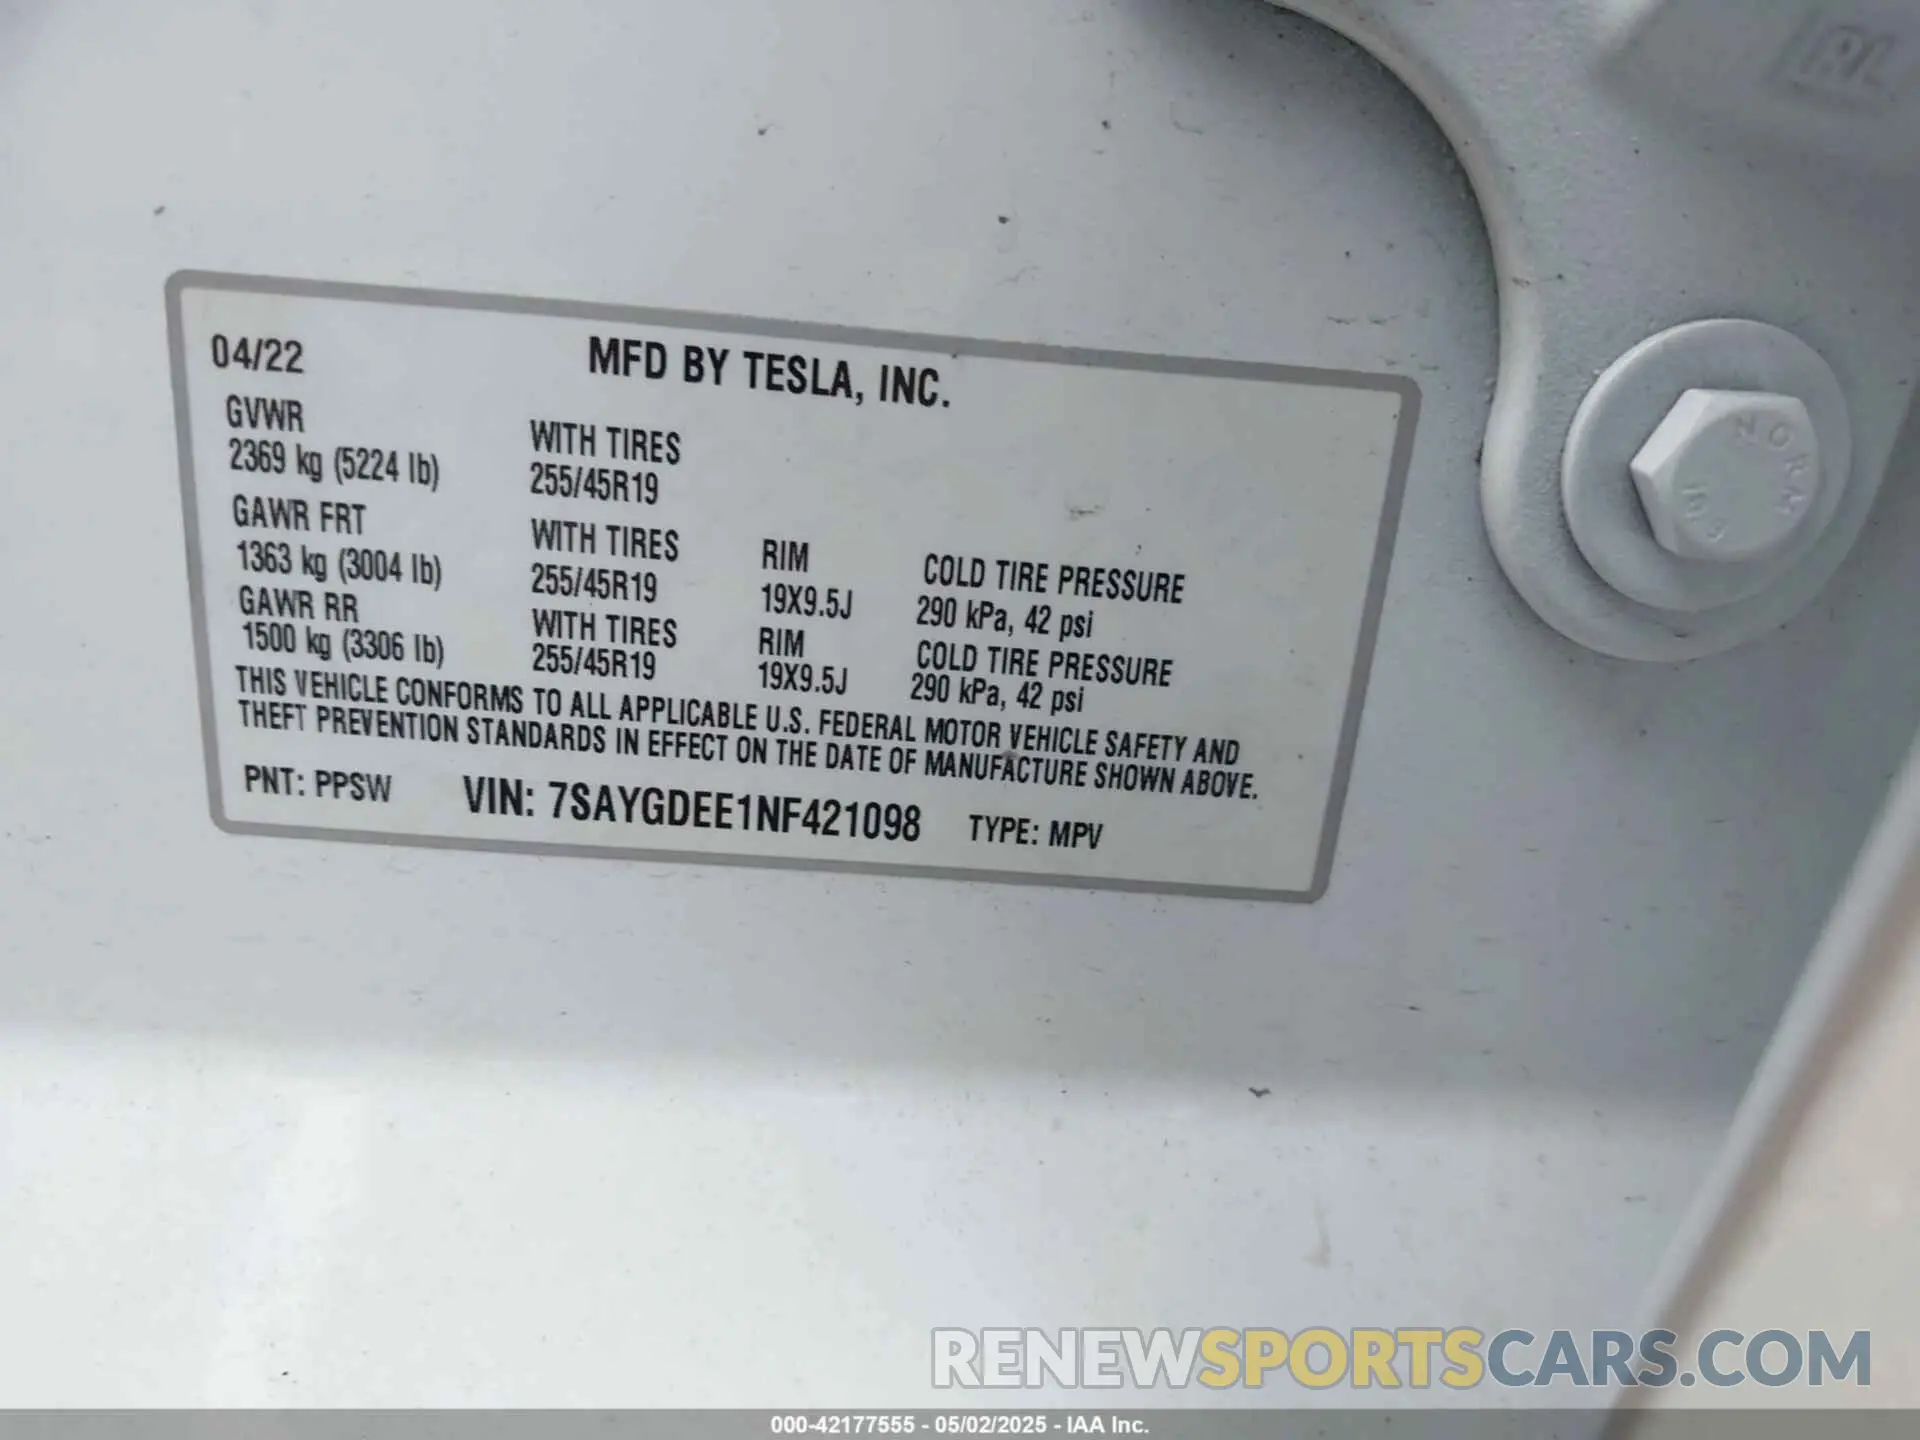 RL
04/22 MFD BY TESLA, INC.
GVWR WITH TIRES
2369 kg (5224 lb) 255/45R19
GAWR FRT WITH TIRES RIM COLD TIRE PRESSURE
1363 kg (3004 lb) 255/45R19 19X9.5J 290 kPa, 42 psi
GAWR RR WITH TIRES RIM COLD TIRE PRESSURE
1500 kg (3306 lb) 255/45R19 19X9.5J 290 kPa, 42 psi
THIS VEHICLE CONFORMS TO ALL APPLICABLE U.S. FEDERAL MOTOR VEHICLE SAFETY AND
THEFT PREVENTION STANDARDS IN EFFECT ON THE DATE OF MANUFACTURE SHOWN ABOVE.
PNT: PPSW VIN: 7SAYGDEE1NF421098 TYPE: MPV
NORM
RENEWSPORTSCARS.COM
000-42177555 - 05/02/2025 - IAA Inc.